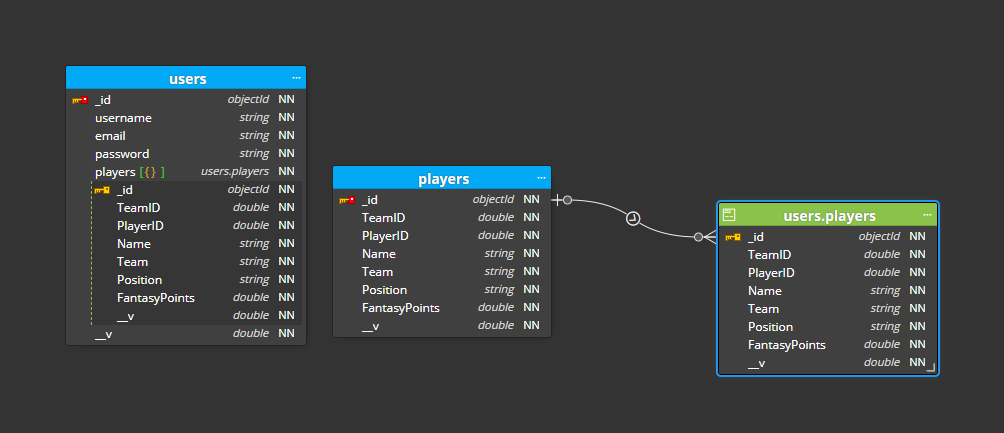 users ...
_id objectId NN
username string NN
email string NN
password string NN
players [{} ] users.players NN
_id objectId NN
TeamID double NN
PlayerID double NN
Name string NN
Team string NN
Position string NN
FantasyPoints double NN
__v double NN
__v double NN
players ...
_id objectId NN
TeamID double NN
PlayerID double NN
Name string NN
Team string NN
Position string NN
FantasyPoints double NN
__v double NN
users.players ...
_id objectId NN
TeamID double NN
PlayerID double NN
Name string NN
Team string NN
Position string NN
FantasyPoints double NN
__v double NN